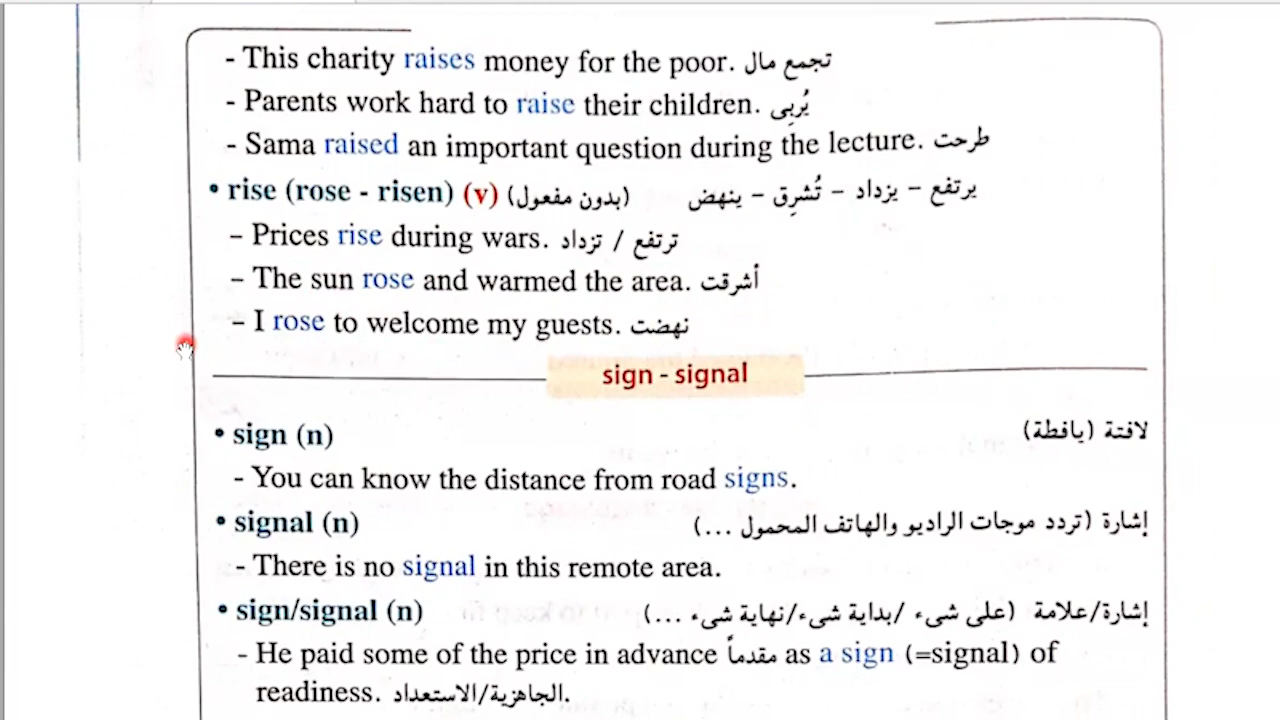 - This charity raises money for the poor. تجمع مال
- Parents work hard to raise their children. يُربِى
- Sama raised an important question during the lecture. طرحت
• rise (rose - risen) (v) (بدون مفعول) يرتفع – يزداد – تُشرِق – ينهض
– Prices rise during wars. ترتفع / تزداد
– The sun rose and warmed the area. أشرقت
– I rose to welcome my guests. نهضت
sign - signal
• sign (n) لافتة (يافطة)
- You can know the distance from road signs.
• signal (n) إشارة (تردد موجات الراديو والهاتف المحمول ...)
- There is no signal in this remote area.
• sign/signal (n) إشارة/علامة (على شىء /بداية شىء/نهاية شىء ...)
- He paid some of the price in advance مقدماً as a sign (=signal) of
readiness. الجاهزية/الاستعداد.